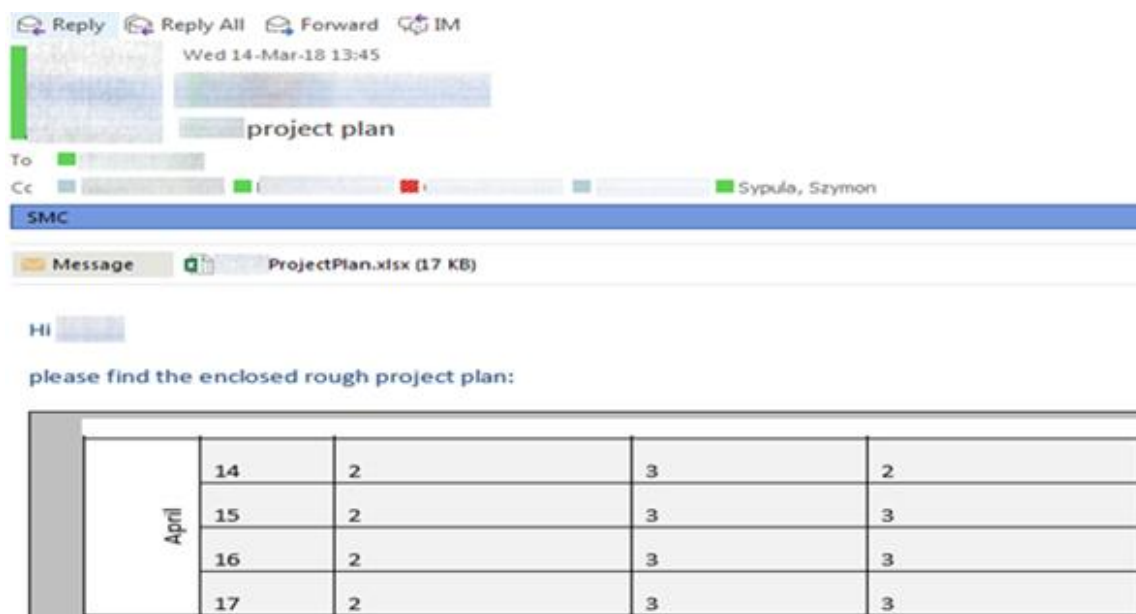 Reply Reply All Forward IM
Wed 14-Mar-18 13:45
project plan
To
Cc Sypula, Szymon
SMC
Message ProjectPlan.xlsx (17 KB)
Hi
please find the enclosed rough project plan:
April
14 2 3 2
15 2 3 3
16 2 3 3
17 2 3 3